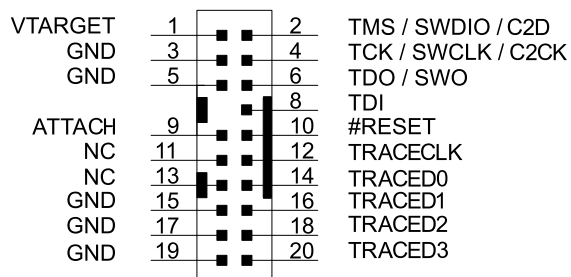 VTARGET 1 2 TMS / SWDIO / C2D
GND 3 4 TCK / SWCLK / C2CK
GND 5 6 TDO / SWO
8 TDI
ATTACH 9 10 #RESET
NC 11 12 TRACECLK
NC 13 14 TRACED0
GND 15 16 TRACED1
GND 17 18 TRACED2
GND 19 20 TRACED3